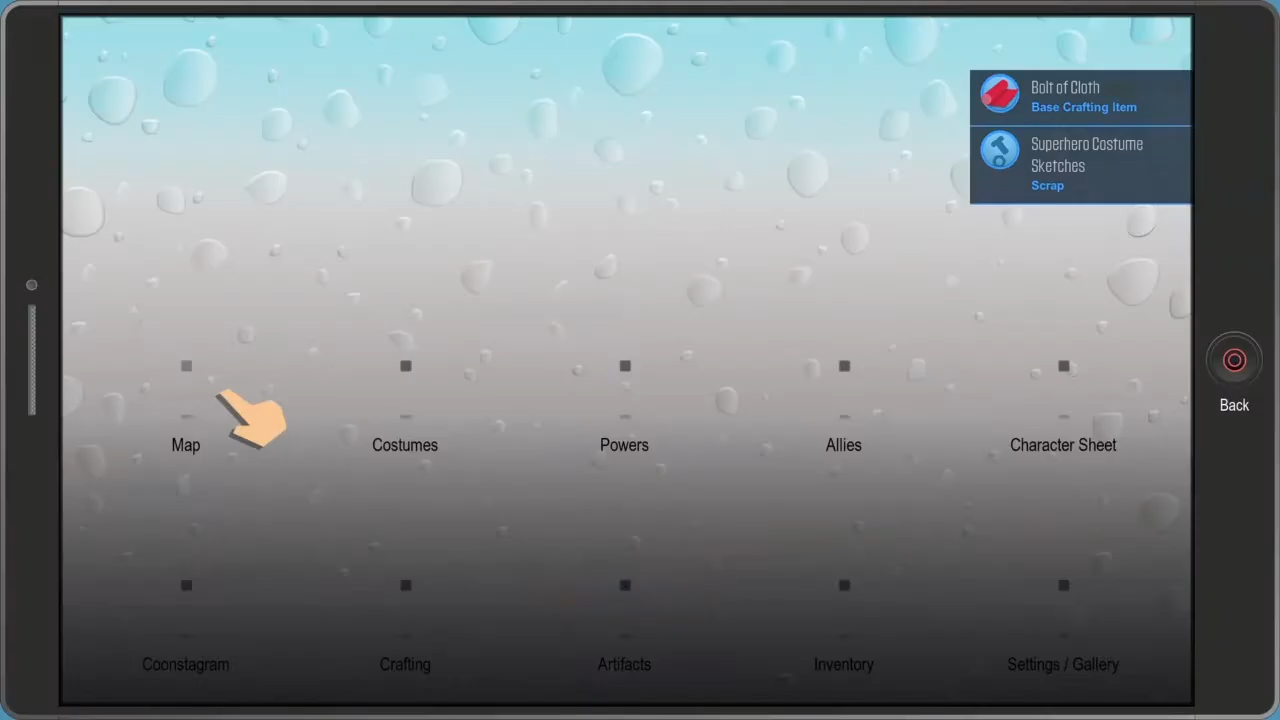 Bolt of Cloth
Base Crafting Item
Superhero Costume
Sketches
Scrap
Back
Map
Costumes
Powers
Allies
Character Sheet
Coonstagram
Crafting
Artifacts
Inventory
Settings / Gallery